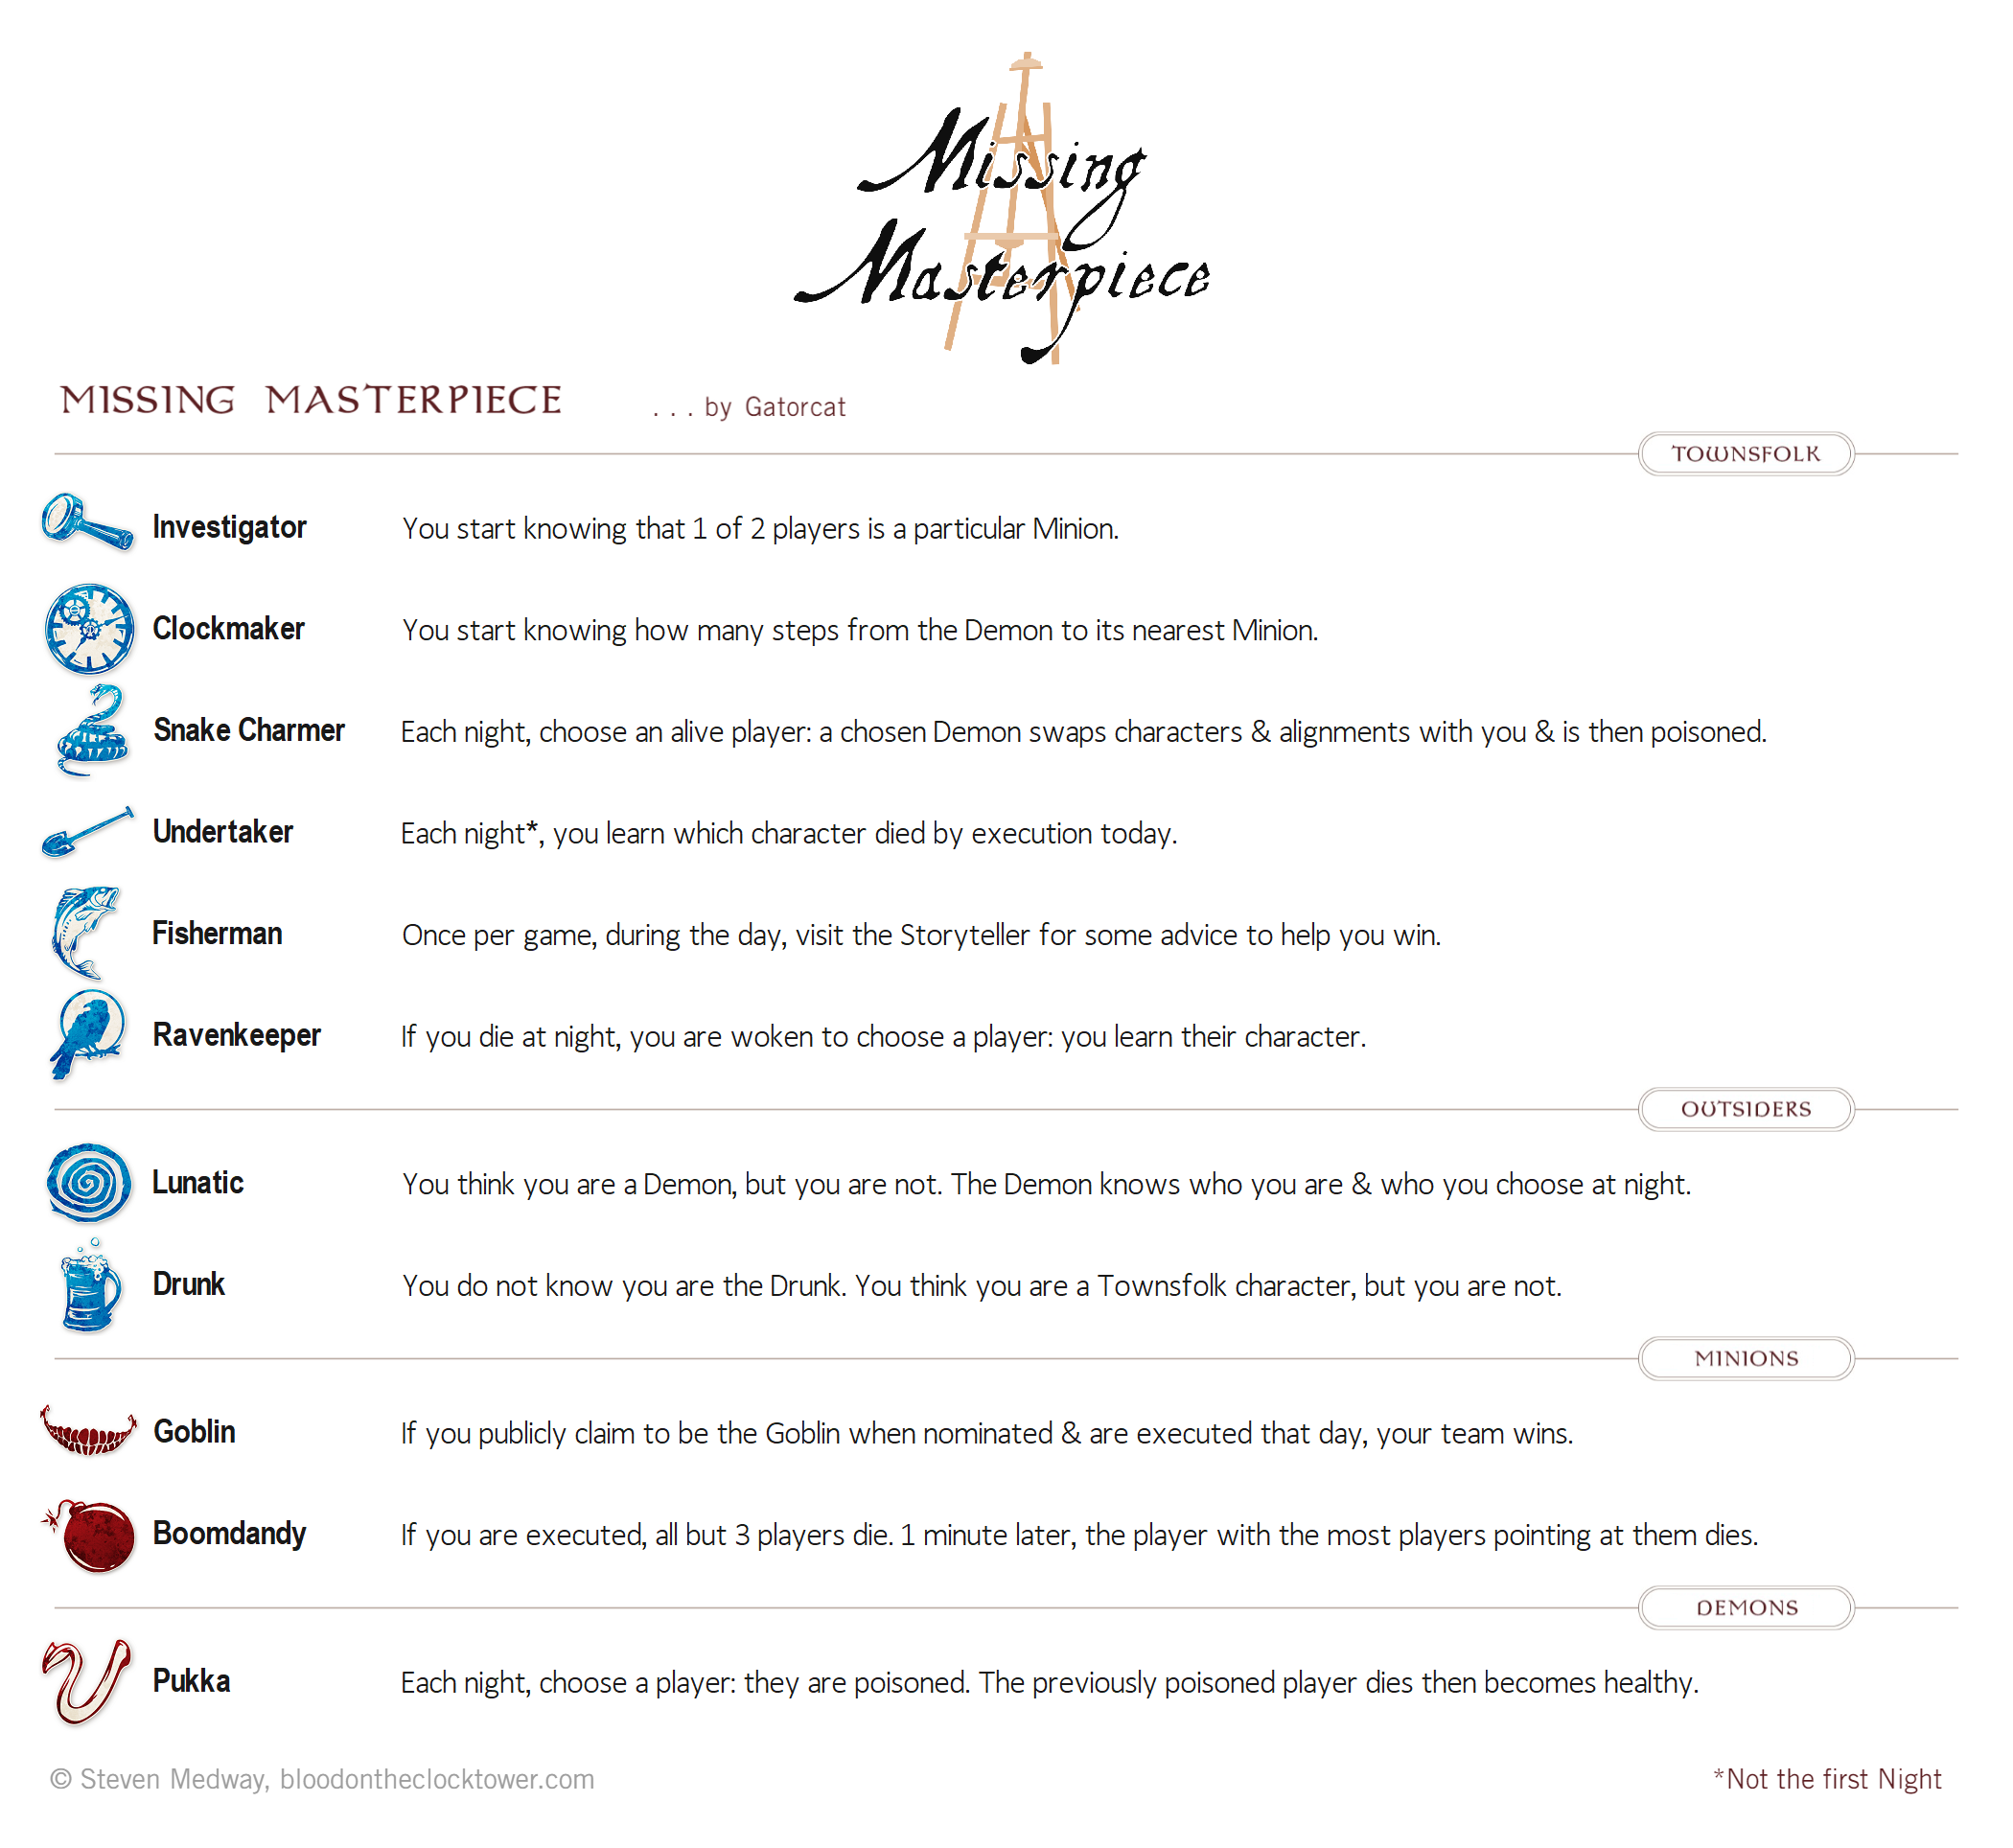 Missing
Masterpiece
MISSING MASTERPIECE . . . by Gatorcat
TOWNSFOLK
Investigator You start knowing that 1 of 2 players is a particular Minion.
Clockmaker You start knowing how many steps from the Demon to its nearest Minion.
Snake Charmer Each night, choose an alive player: a chosen Demon swaps characters & alignments with you & is then poisoned.
Undertaker Each night*, you learn which character died by execution today.
Fisherman Once per game, during the day, visit the Storyteller for some advice to help you win.
Ravenkeeper If you die at night, you are woken to choose a player: you learn their character.
OUTSIDERS
Lunatic You think you are a Demon, but you are not. The Demon knows who you are & who you choose at night.
Drunk You do not know you are the Drunk. You think you are a Townsfolk character, but you are not.
MINIONS
Goblin If you publicly claim to be the Goblin when nominated & are executed that day, your team wins.
Boomdandy If you are executed, all but 3 players die. 1 minute later, the player with the most players pointing at them dies.
DEMONS
Pukka Each night, choose a player: they are poisoned. The previously poisoned player dies then becomes healthy.
© Steven Medway, bloodontheclocktower.com *Not the first Night